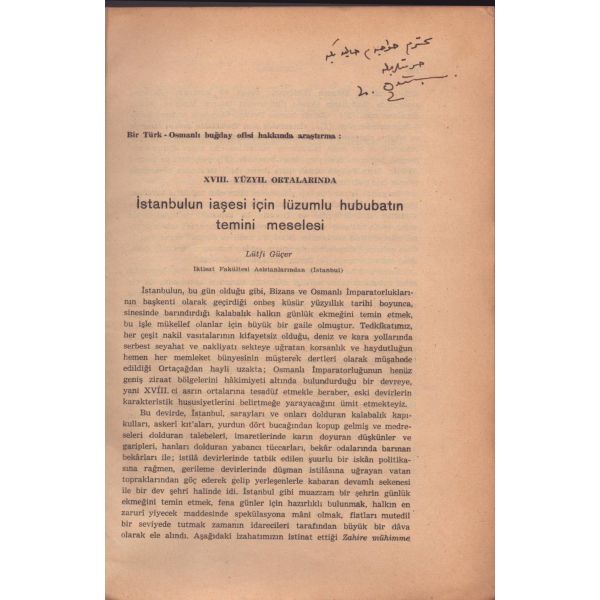 محترم خواجه م خالد بكه
حرمتلرمله
Bir Türk - Osmanlı buğday ofisi hakkında araştırma :
XVIII. YÜZYIL ORTALARINDA
İstanbulun iaşesi için lüzumlu hububatın
temini meselesi
Lûtfi Güçer
İktisat Fakültesi Asistanlarından (İstanbul)
İstanbulun, bu gün olduğu gibi, Bizans ve Osmanlı İmparatorlukları-
nın başkenti olarak geçirdiği onbeş küsür yüzyıllık tarihi boyunca,
sinesinde barındırdığı kalabalık halkın günlük ekmeğini temin etmek,
bu işle mükellef olanlar için büyük bir gaile olmuştur. Tedkikatımız,
her çeşit nakil vasıtalarının kifayetsiz olduğu, deniz ve kara yollarında
serbest seyahat ve nakliyatı sekteye uğratan korsanlık ve haydutluğun
hemen her memleket bünyesinin müşterek dertleri olarak müşahede
edildiği Ortaçağdan hayli uzakta; Osmanlı İmparatorluğunun henüz
geniş ziraat bölgelerini hâkimiyeti altında bulundurduğu bir devreye,
yani XVIII. ci asrın ortalarına tesadüf etmekle beraber, eski devirlerin
karakteristik hususiyetlerini belirtmeğe yarayacağını ümit etmekteyiz.
Bu devirde, İstanbul, sarayları ve onları dolduran kalabalık kapı-
kulları, askerî kıt'aları, yurdun dört bucağından kopup gelmiş ve medre-
seleri dolduran talebeleri, imaretlerinde karın doyuran düşkünler ve
garipleri, hanları dolduran yabancı tüccarları, bekâr odalarında barınan
bekârları ile; istilâ devirlerinde tatbik edilen şuurlu bir iskân politika-
sına rağmen, gerileme devirlerinde düşman istilâsına uğrayan vatan
topraklarından göç ederek gelip yerleşenlerle kabaran devamlı sekenesi
ile bir dev şehri halinde idi. İstanbul gibi muazzam bir şehrin günlük
ekmeğini temin etmek, fena günler için hazırlıklı bulunmak, halkın en
zarurî yiyecek maddesinde spekülasyona mâni olmak, fiatları mutedil
bir seviyede tutmak zamanın idarecileri tarafından büyük bir dâva
olarak ele alındı. Aşağıdaki izahatımızın istinat ettiği Zahire mühimme